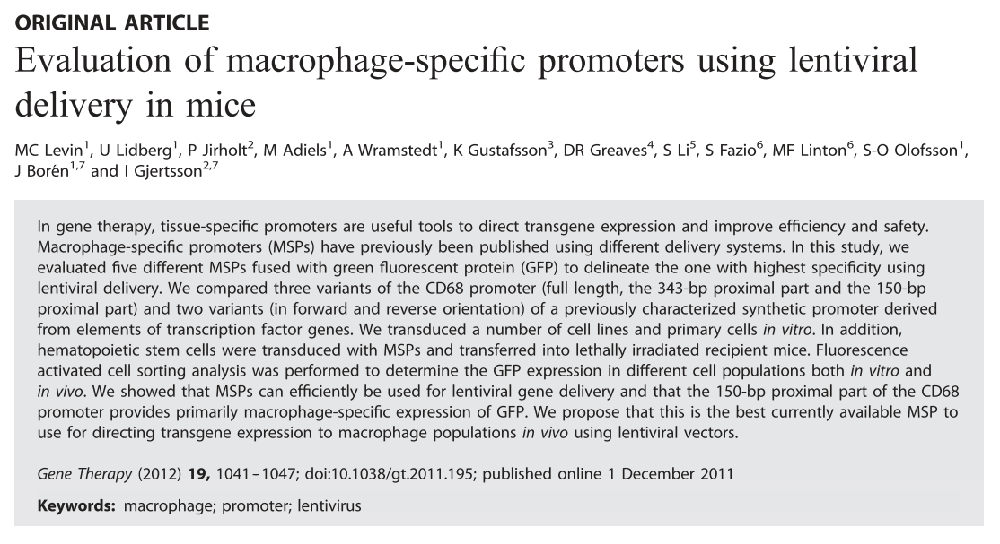 ORIGINAL ARTICLE
Evaluation of macrophage-specific promoters using lentiviral
delivery in mice
MC Levin1, U Lidberg1, P Jirholt2, M Adiels1, A Wramstedt1, K Gustafsson3, DR Greaves4, S Li5, S Fazio6, MF Linton6, S-O Olofsson1,
J Borén1,7 and I Gjertsson2,7
In gene therapy, tissue-specific promoters are useful tools to direct transgene expression and improve efficiency and safety.
Macrophage-specific promoters (MSPs) have previously been published using different delivery systems. In this study, we
evaluated five different MSPs fused with green fluorescent protein (GFP) to delineate the one with highest specificity using
lentiviral delivery. We compared three variants of the CD68 promoter (full length, the 343-bp proximal part and the 150-bp
proximal part) and two variants (in forward and reverse orientation) of a previously characterized synthetic promoter derived
from elements of transcription factor genes. We transduced a number of cell lines and primary cells in vitro. In addition,
hematopoietic stem cells were transduced with MSPs and transferred into lethally irradiated recipient mice. Fluorescence
activated cell sorting analysis was performed to determine the GFP expression in different cell populations both in vitro and
in vivo. We showed that MSPs can efficiently be used for lentiviral gene delivery and that the 150-bp proximal part of the CD68
promoter provides primarily macrophage-specific expression of GFP. We propose that this is the best currently available MSP to
use for directing transgene expression to macrophage populations in vivo using lentiviral vectors.
Gene Therapy (2012) 19, 1041–1047; doi:10.1038/gt.2011.195; published online 1 December 2011
Keywords: macrophage; promoter; lentivirus